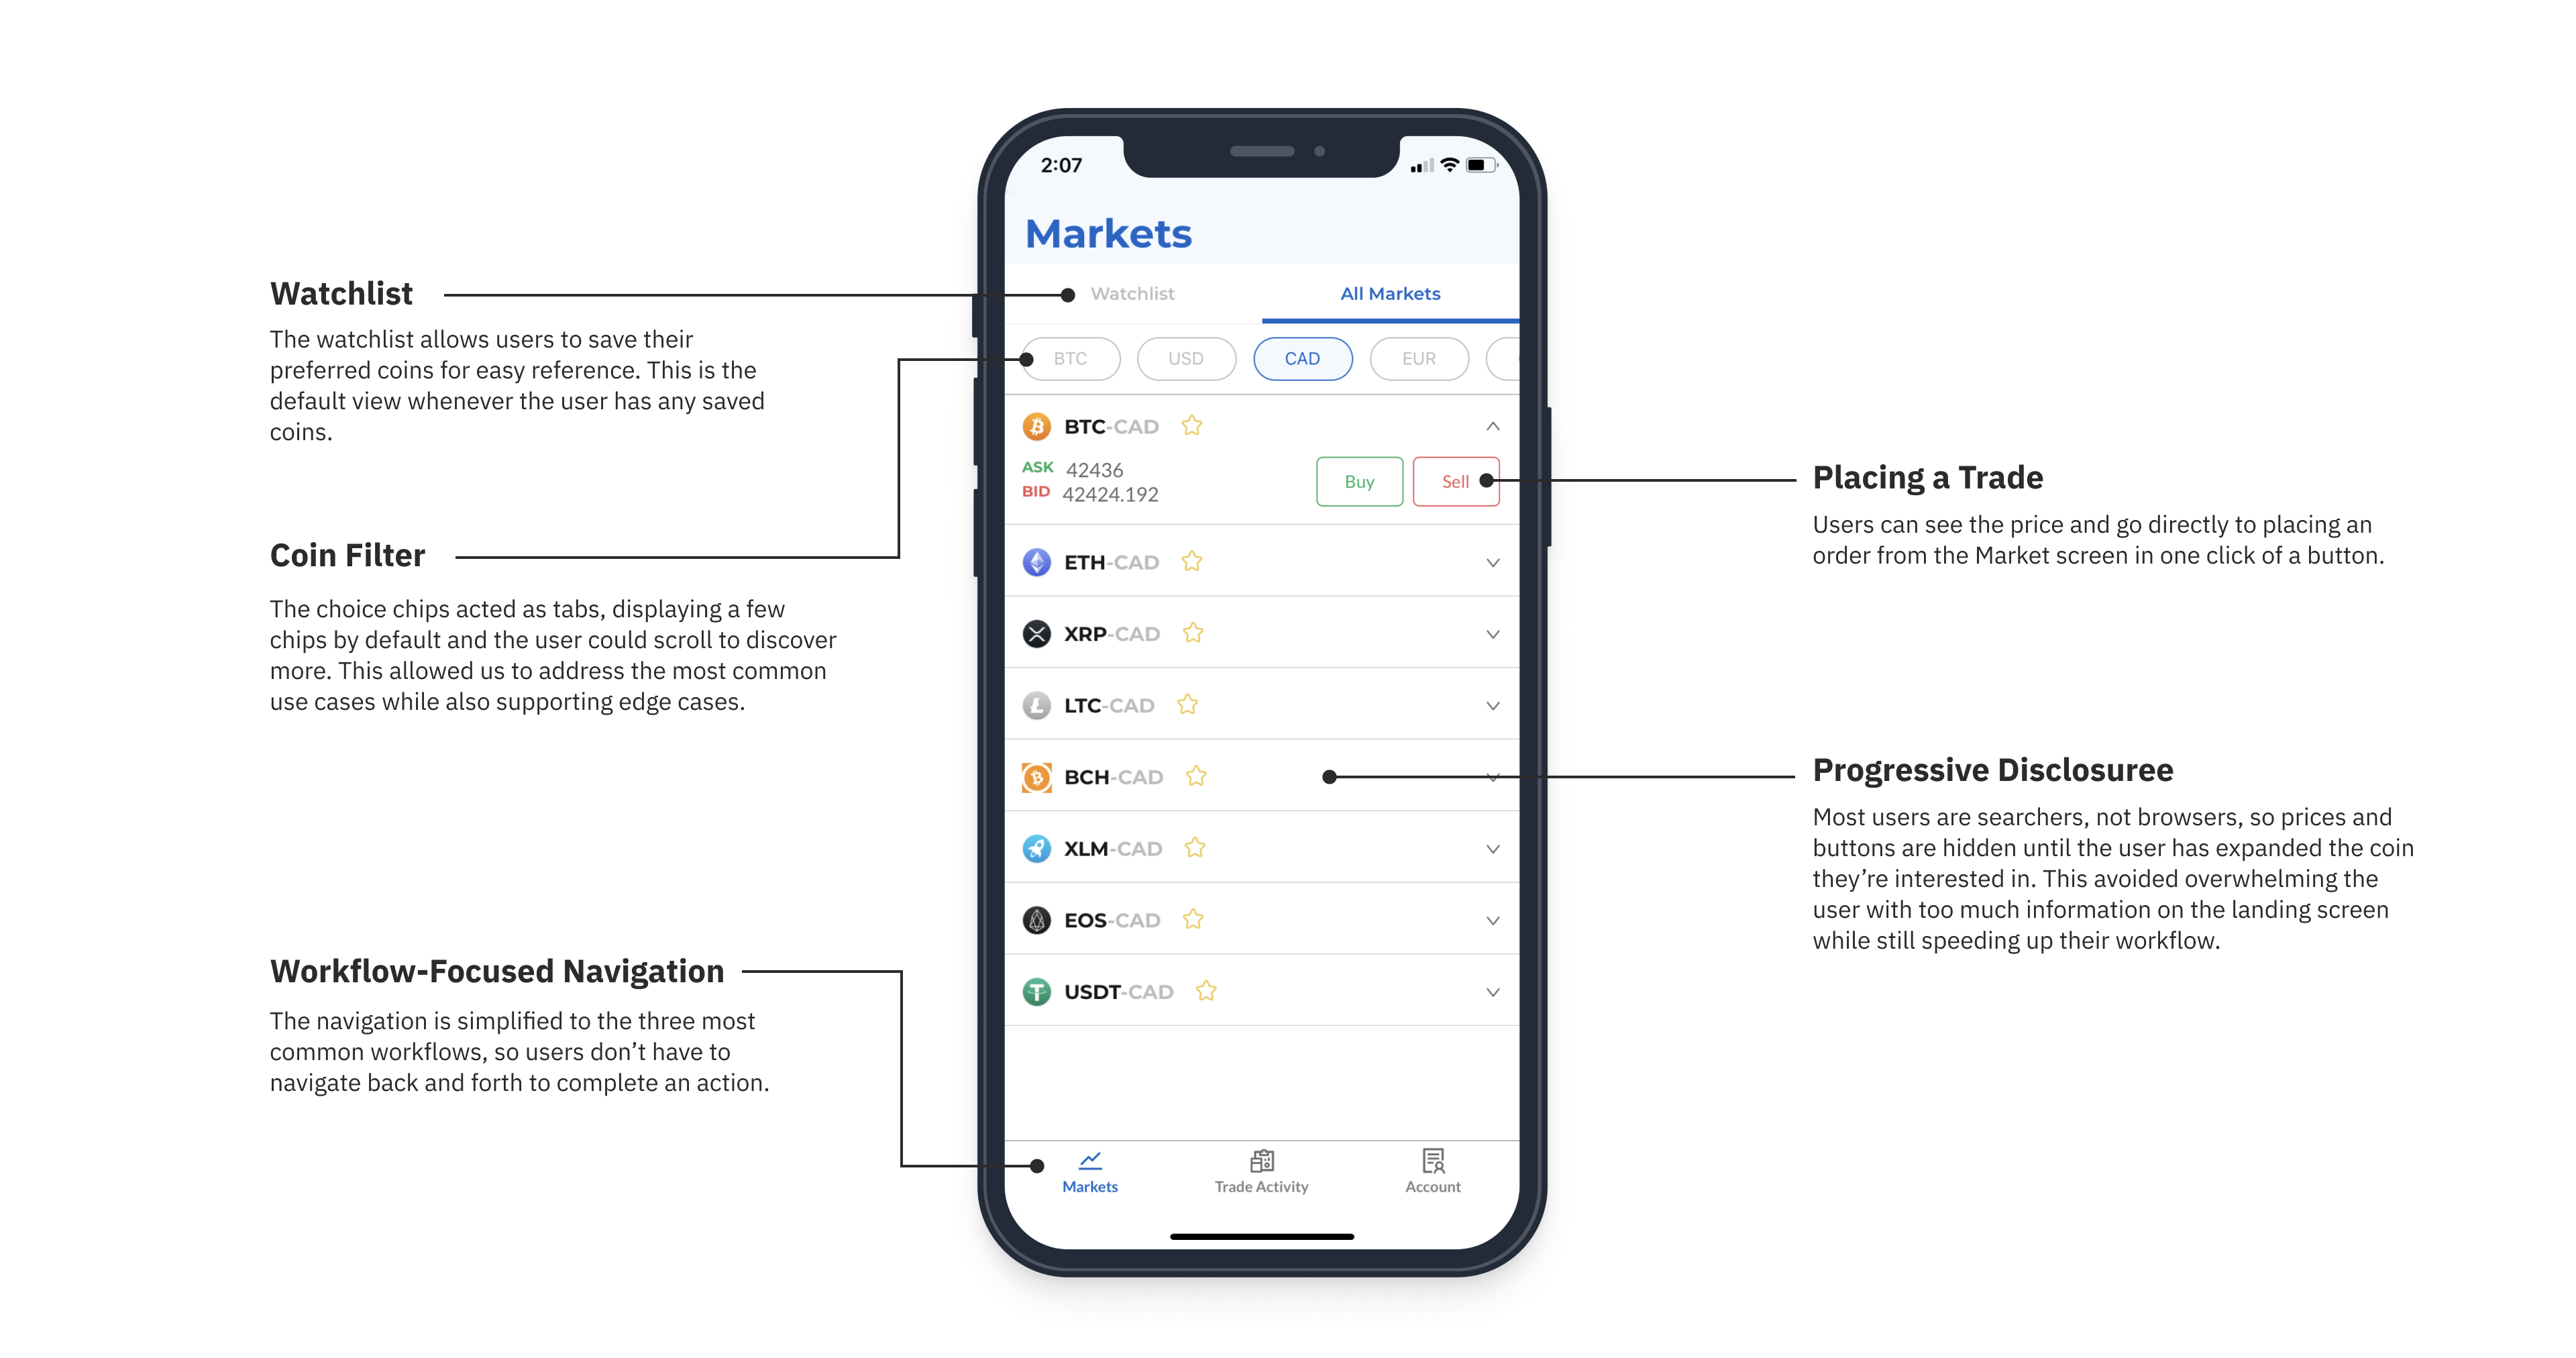 Watchlist
The watchlist allows users to save their
preferred coins for easy reference. This is the
default view whenever the user has any saved
coins.
Coin Filter
The choice chips acted as tabs, displaying a few
chips by default and the user could scroll to discover
more. This allowed us to address the most common
use cases while also supporting edge cases.
Workflow-Focused Navigation
The navigation is simplified to the three most
common workflows, so users don’t have to
navigate back and forth to complete an action.
2:07
Markets
Watchlist All Markets
BTC USD CAD EUR
BTC-CAD
ASK 42436
BID 42424.192
Buy Sell
ETH-CAD
XRP-CAD
LTC-CAD
BCH-CAD
XLM-CAD
EOS-CAD
USDT-CAD
Markets Trade Activity Account
Placing a Trade
Users can see the price and go directly to placing an
order from the Market screen in one click of a button.
Progressive Disclosuree
Most users are searchers, not browsers, so prices and
buttons are hidden until the user has expanded the coin
they’re interested in. This avoided overwhelming the
user with too much information on the landing screen
while still speeding up their workflow.